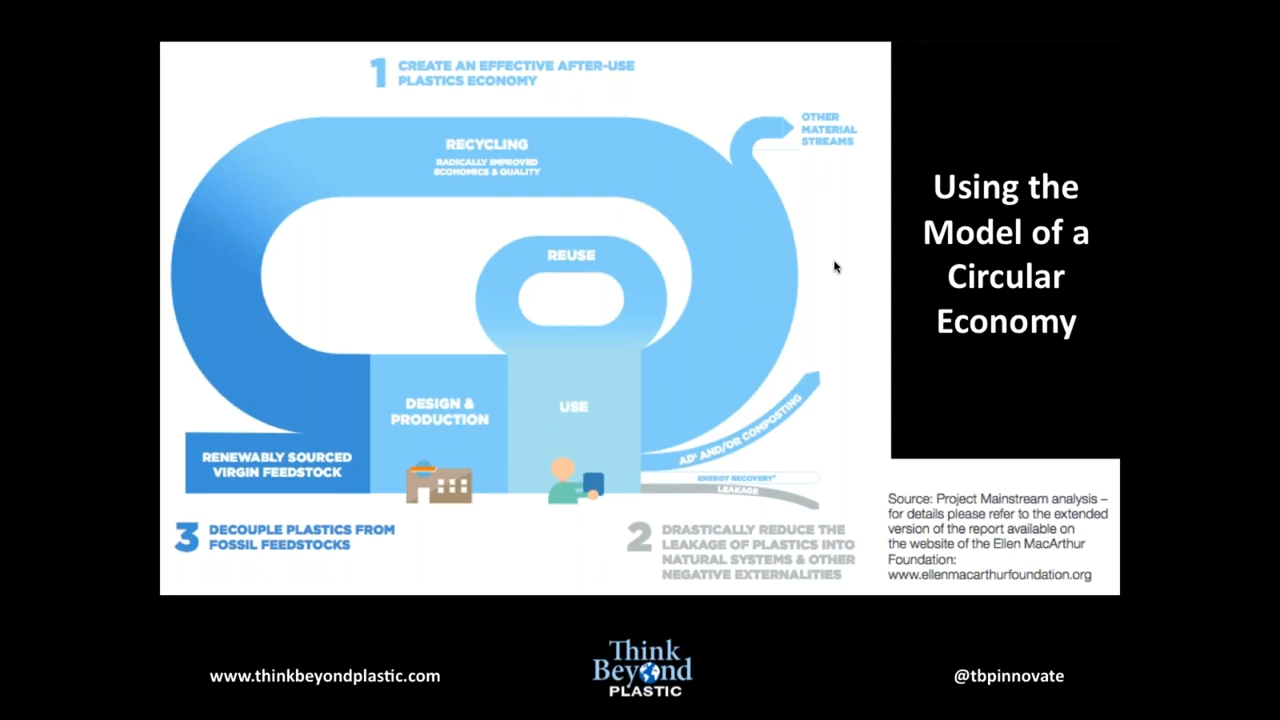 1 CREATE AN EFFECTIVE AFTER-USE
PLASTICS ECONOMY
OTHER
MATERIAL
STREAMS
RECYCLING
RADICALLY IMPROVED
ECONOMICS & QUALITY
REUSE
DESIGN &
PRODUCTION
USE
RENEWABLY SOURCED
VIRGIN FEEDSTOCK
AD¹ AND/OR COMPOSTING
ENERGY RECOVERY²
LEAKAGE
3 DECOUPLE PLASTICS FROM
FOSSIL FEEDSTOCKS
2 DRASTICALLY REDUCE THE
LEAKAGE OF PLASTICS INTO
NATURAL SYSTEMS & OTHER
NEGATIVE EXTERNALITIES
Using the
Model of a
Circular
Economy
Source: Project Mainstream analysis –
for details please refer to the extended
version of the report available on
the website of the Ellen MacArthur
Foundation:
www.ellenmacarthurfoundation.org
www.thinkbeyondplastic.com
Think
Beyond
PLASTIC
@tbpinnovate